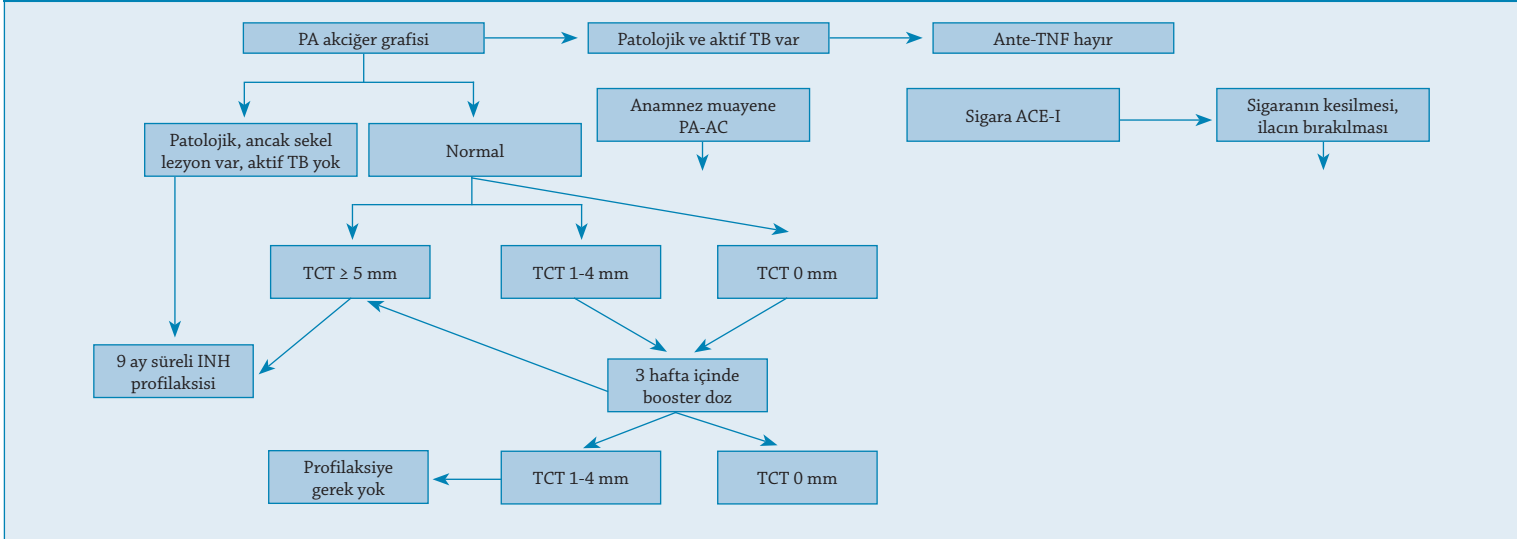 PA akciğer grafisi
Patolojik ve aktif TB var
Ante-TNF hayır
Patolojik, ancak sekel
lezyon var, aktif TB yok
Normal
Anamnez muayene
PA-AC
Sigara ACE-I
Sigaranın kesilmesi,
ilacın bırakılması
TCT ≥ 5 mm
TCT 1-4 mm
TCT 0 mm
9 ay süreli INH
profilaksisi
3 hafta içinde
booster doz
Profilaksiye
gerek yok
TCT 1-4 mm
TCT 0 mm